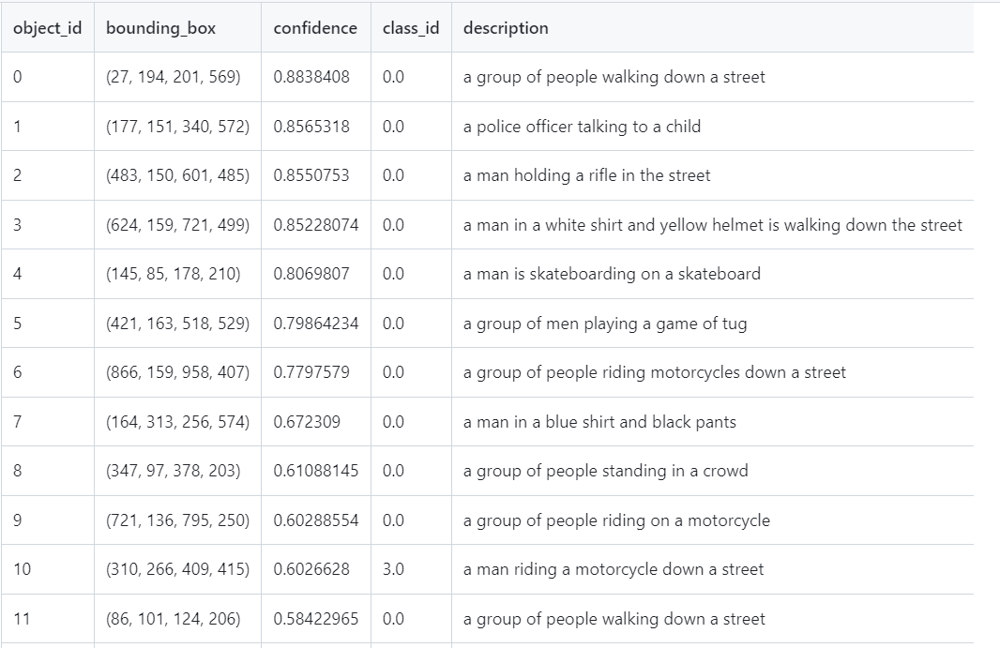 object_id bounding_box confidence class_id description
0 (27, 194, 201, 569) 0.8838408 0.0 a group of people walking down a street
1 (177, 151, 340, 572) 0.8565318 0.0 a police officer talking to a child
2 (483, 150, 601, 485) 0.8550753 0.0 a man holding a rifle in the street
3 (624, 159, 721, 499) 0.85228074 0.0 a man in a white shirt and yellow helmet is walking down the street
4 (145, 85, 178, 210) 0.8069807 0.0 a man is skateboarding on a skateboard
5 (421, 163, 518, 529) 0.79864234 0.0 a group of men playing a game of tug
6 (866, 159, 958, 407) 0.7797579 0.0 a group of people riding motorcycles down a street
7 (164, 313, 256, 574) 0.672309 0.0 a man in a blue shirt and black pants
8 (347, 97, 378, 203) 0.61088145 0.0 a group of people standing in a crowd
9 (721, 136, 795, 250) 0.60288554 0.0 a group of people riding on a motorcycle
10 (310, 266, 409, 415) 0.6026628 3.0 a man riding a motorcycle down a street
11 (86, 101, 124, 206) 0.58422965 0.0 a group of people walking down a street